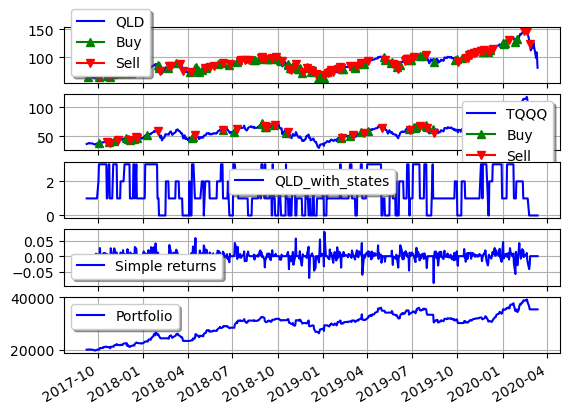 150
100
QLD
Buy
Sell
100
50
TQQQ
Buy
Sell
2
0
QLD_with_states
0.05
0.00
−0.05
Simple returns
40000
20000
Portfolio
2017-10
2018-01
2018-04
2018-07
2018-10
2019-01
2019-04
2019-07
2019-10
2020-01
2020-04